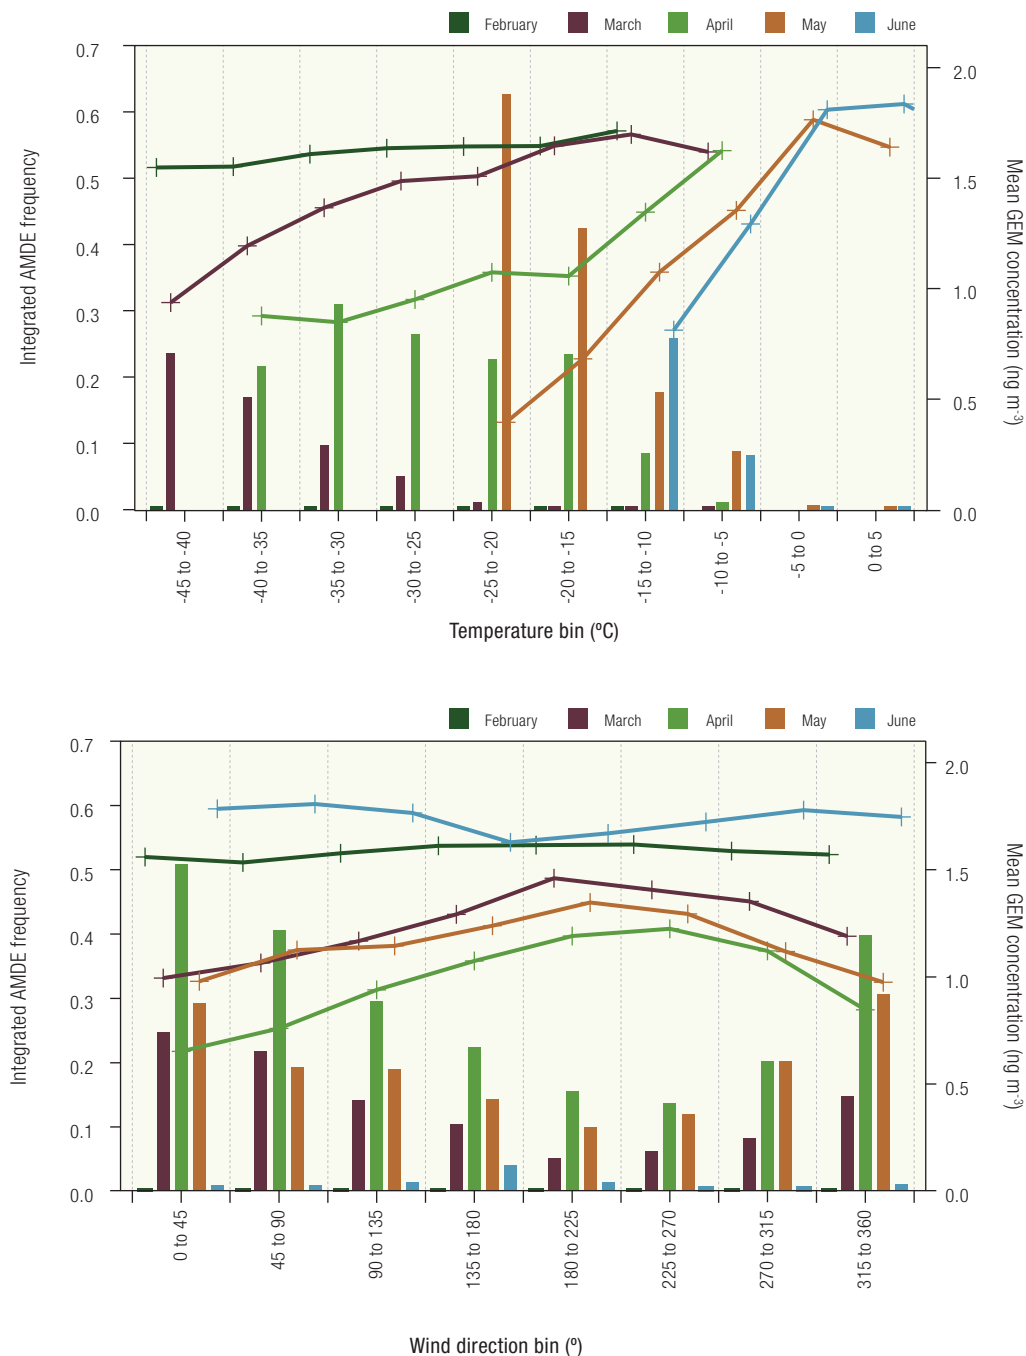 February March April May June
0.7
0.6
0.5
0.4
0.3
0.2
0.1
0.0
Integrated AMDE frequency
2.0
1.5
1.0
0.5
0.0
Mean GEM concentration (ng m⁻³)
-45 to -40
-40 to -35
-35 to -30
-30 to -25
-25 to -20
-20 to -15
-15 to -10
-10 to -5
-5 to 0
0 to 5
Temperature bin (ºC)
February March April May June
0.7
0.6
0.5
0.4
0.3
0.2
0.1
0.0
Integrated AMDE frequency
2.0
1.5
1.0
0.5
0.0
Mean GEM concentration (ng m⁻³)
0 to 45
45 to 90
90 to 135
135 to 180
180 to 225
225 to 270
270 to 315
315 to 360
Wind direction bin (º)